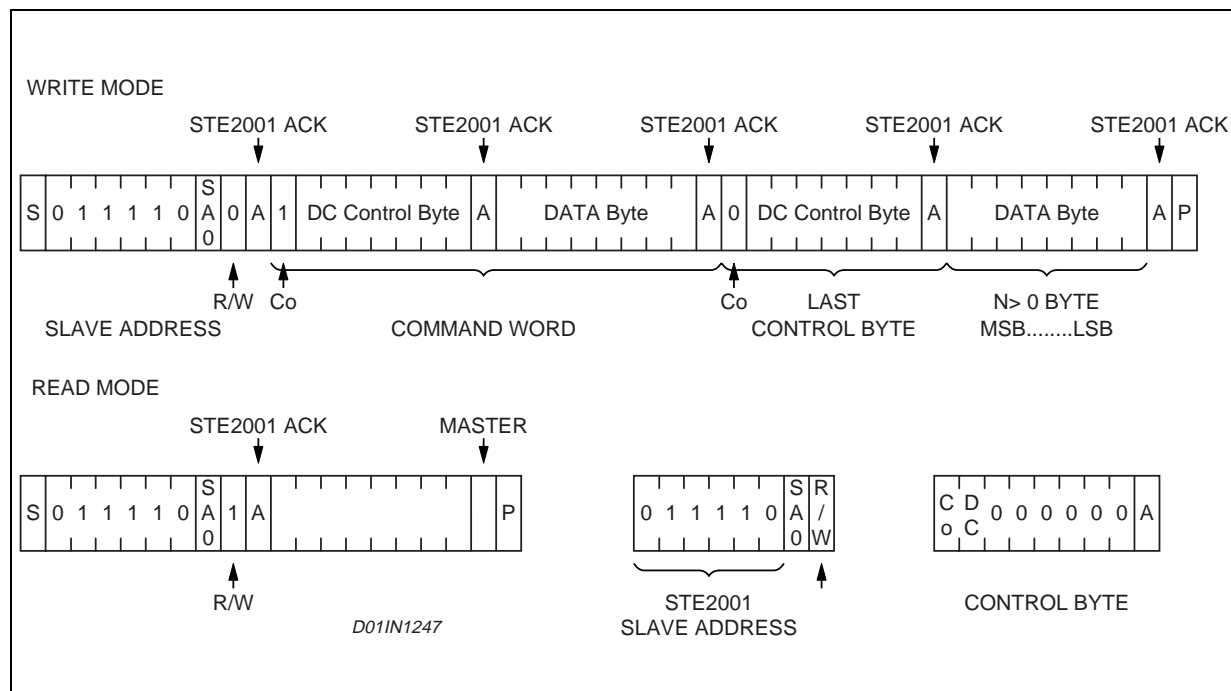 WRITE MODE
STE2001 ACK STE2001 ACK STE2001 ACK STE2001 ACK STE2001 ACK
S 0 1 1 1 1 0 SA0 0 A 1 DC Control Byte A DATA Byte A 0 DC Control Byte A DATA Byte A P
R/W Co Co LAST N> 0 BYTE
SLAVE ADDRESS COMMAND WORD CONTROL BYTE MSB........LSB
READ MODE
STE2001 ACK MASTER
S 0 1 1 1 1 0 SA0 1 A P 0 1 1 1 1 0 SA0 R/W Co DC 0 0 0 0 0 0 A
R/W STE2001 CONTROL BYTE
D01IN1247 SLAVE ADDRESS